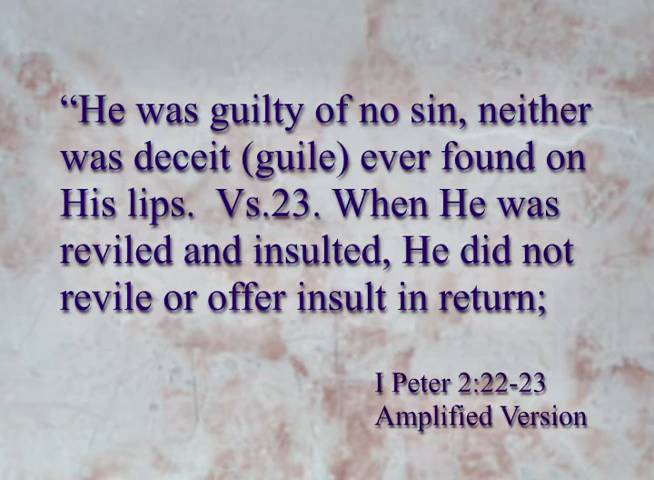 “He was guilty of no sin, neither
was deceit (guile) ever found on
His lips.  Vs.23. When He was
reviled and insulted, He did not
revile or offer insult in return;
I Peter 2:22-23
Amplified Version